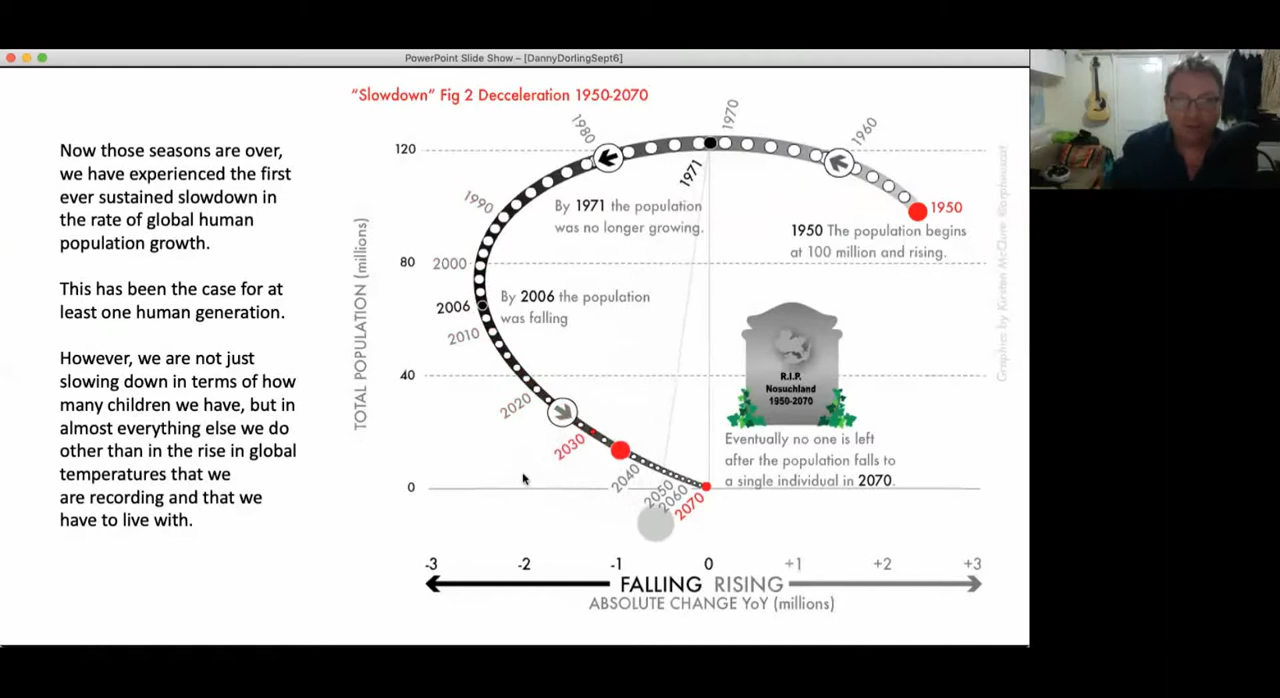 PowerPoint Slide Show – [DannyDorlingSept6]
Now those seasons are over,
we have experienced the first
ever sustained slowdown in
the rate of global human
population growth.
This has been the case for at
least one human generation.
However, we are not just
slowing down in terms of how
many children we have, but in
almost everything else we do
other than in the rise in global
temperatures that we
are recording and that we
have to live with.
"Slowdown" Fig 2 Decceleration 1950-2070
TOTAL POPULATION (millions)
120
80
40
0
1950
1960
1970
1971
1980
1990
2000
2006
2010
2020
2030
2040
2050
2060
2070
1950 The population begins
at 100 million and rising.
By 1971 the population
was no longer growing.
By 2006 the population
was falling
R.I.P.
Nosuchland
1950-2070
Eventually no one is left
after the population falls to
a single individual in 2070.
-3 -2 -1 0 +1 +2 +3
FALLING RISING
ABSOLUTE CHANGE YoY (millions)
Graphics by Kirsten McClure @orpheuscat